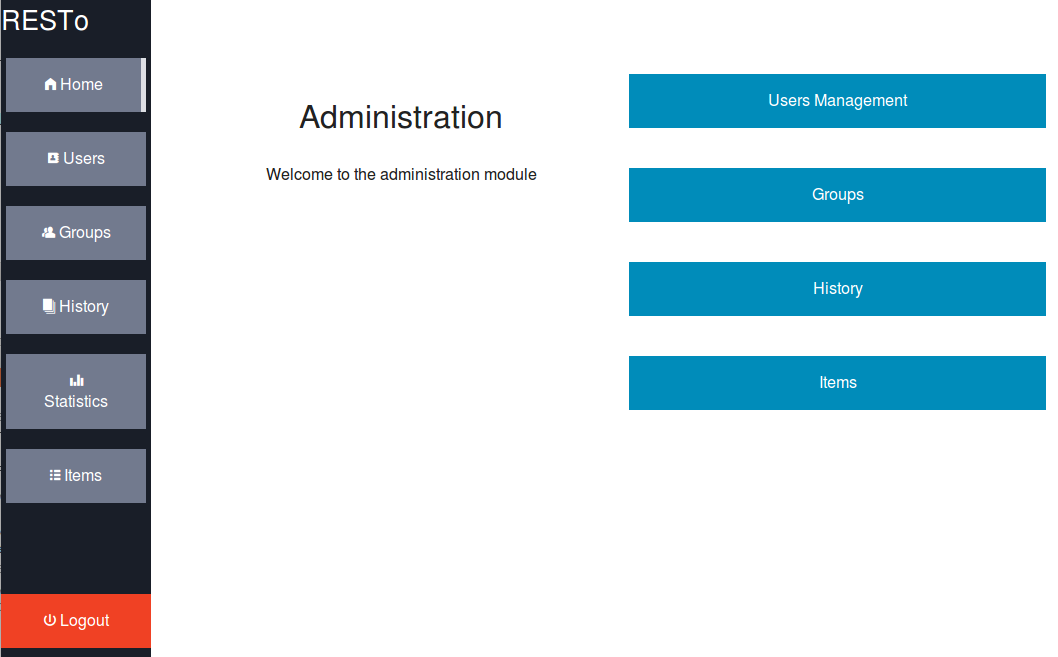 RESTo
Home
Users
Groups
History
Statistics
Items
Logout
Administration
Welcome to the administration module
Users Management
Groups
History
Items